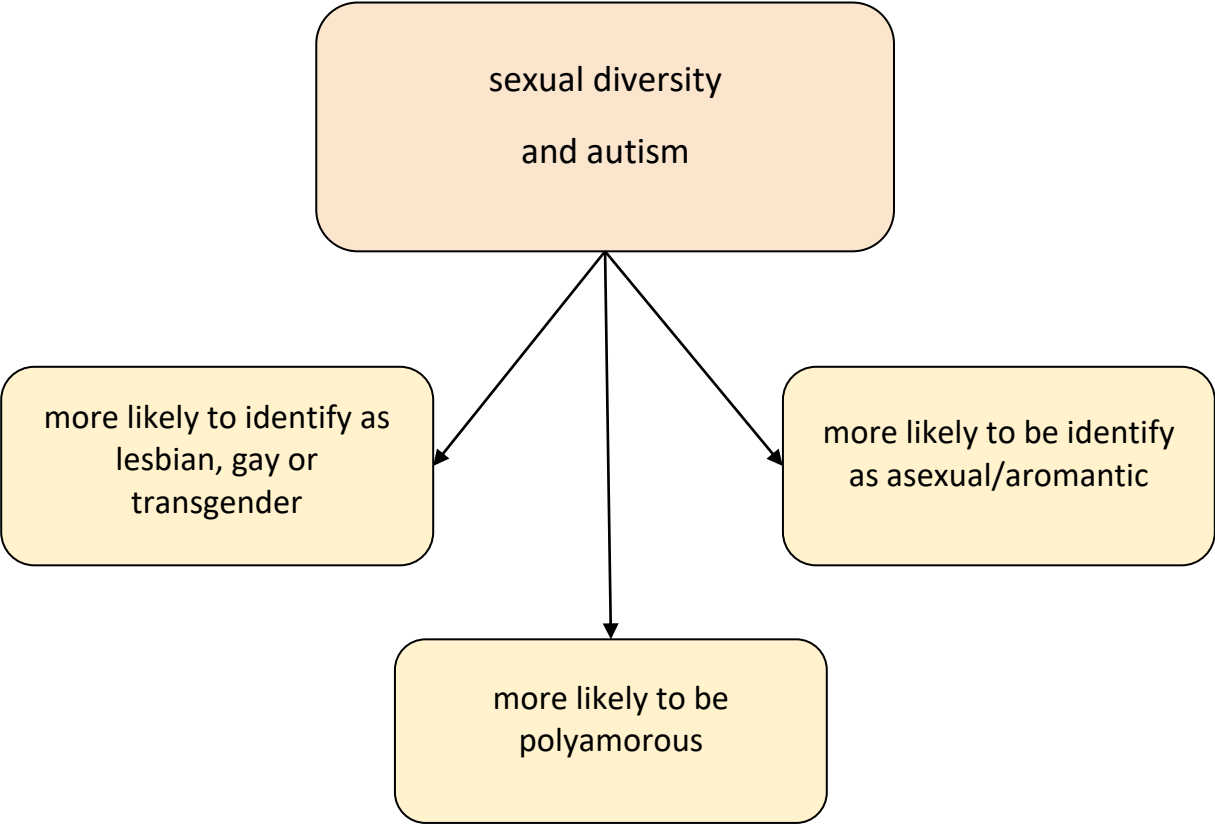 sexual diversity
and autism
more likely to identify as
lesbian, gay or
transgender
more likely to be identify
as asexual/aromantic
more likely to be
polyamorous